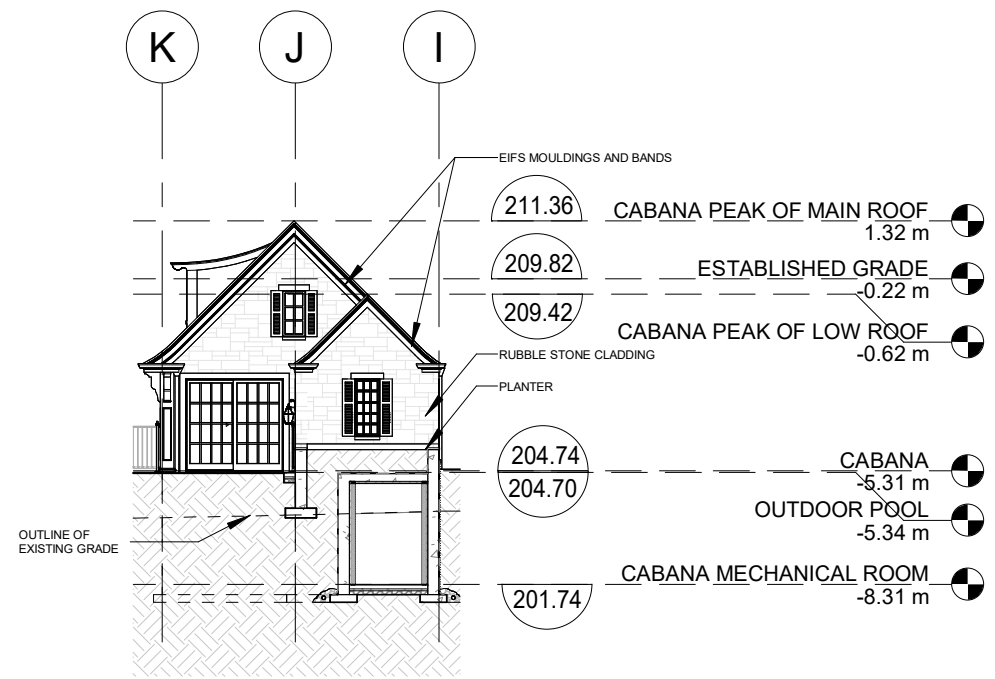 K
J
I
EIFS MOULDINGS AND BANDS
211.36
CABANA PEAK OF MAIN ROOF
1.32 m
209.82
ESTABLISHED GRADE
-0.22 m
209.42
CABANA PEAK OF LOW ROOF
-0.62 m
RUBBLE STONE CLADDING
PLANTER
204.74
CABANA
-5.31 m
204.70
OUTDOOR POOL
-5.34 m
OUTLINE OF
EXISTING GRADE
CABANA MECHANICAL ROOM
-8.31 m
201.74